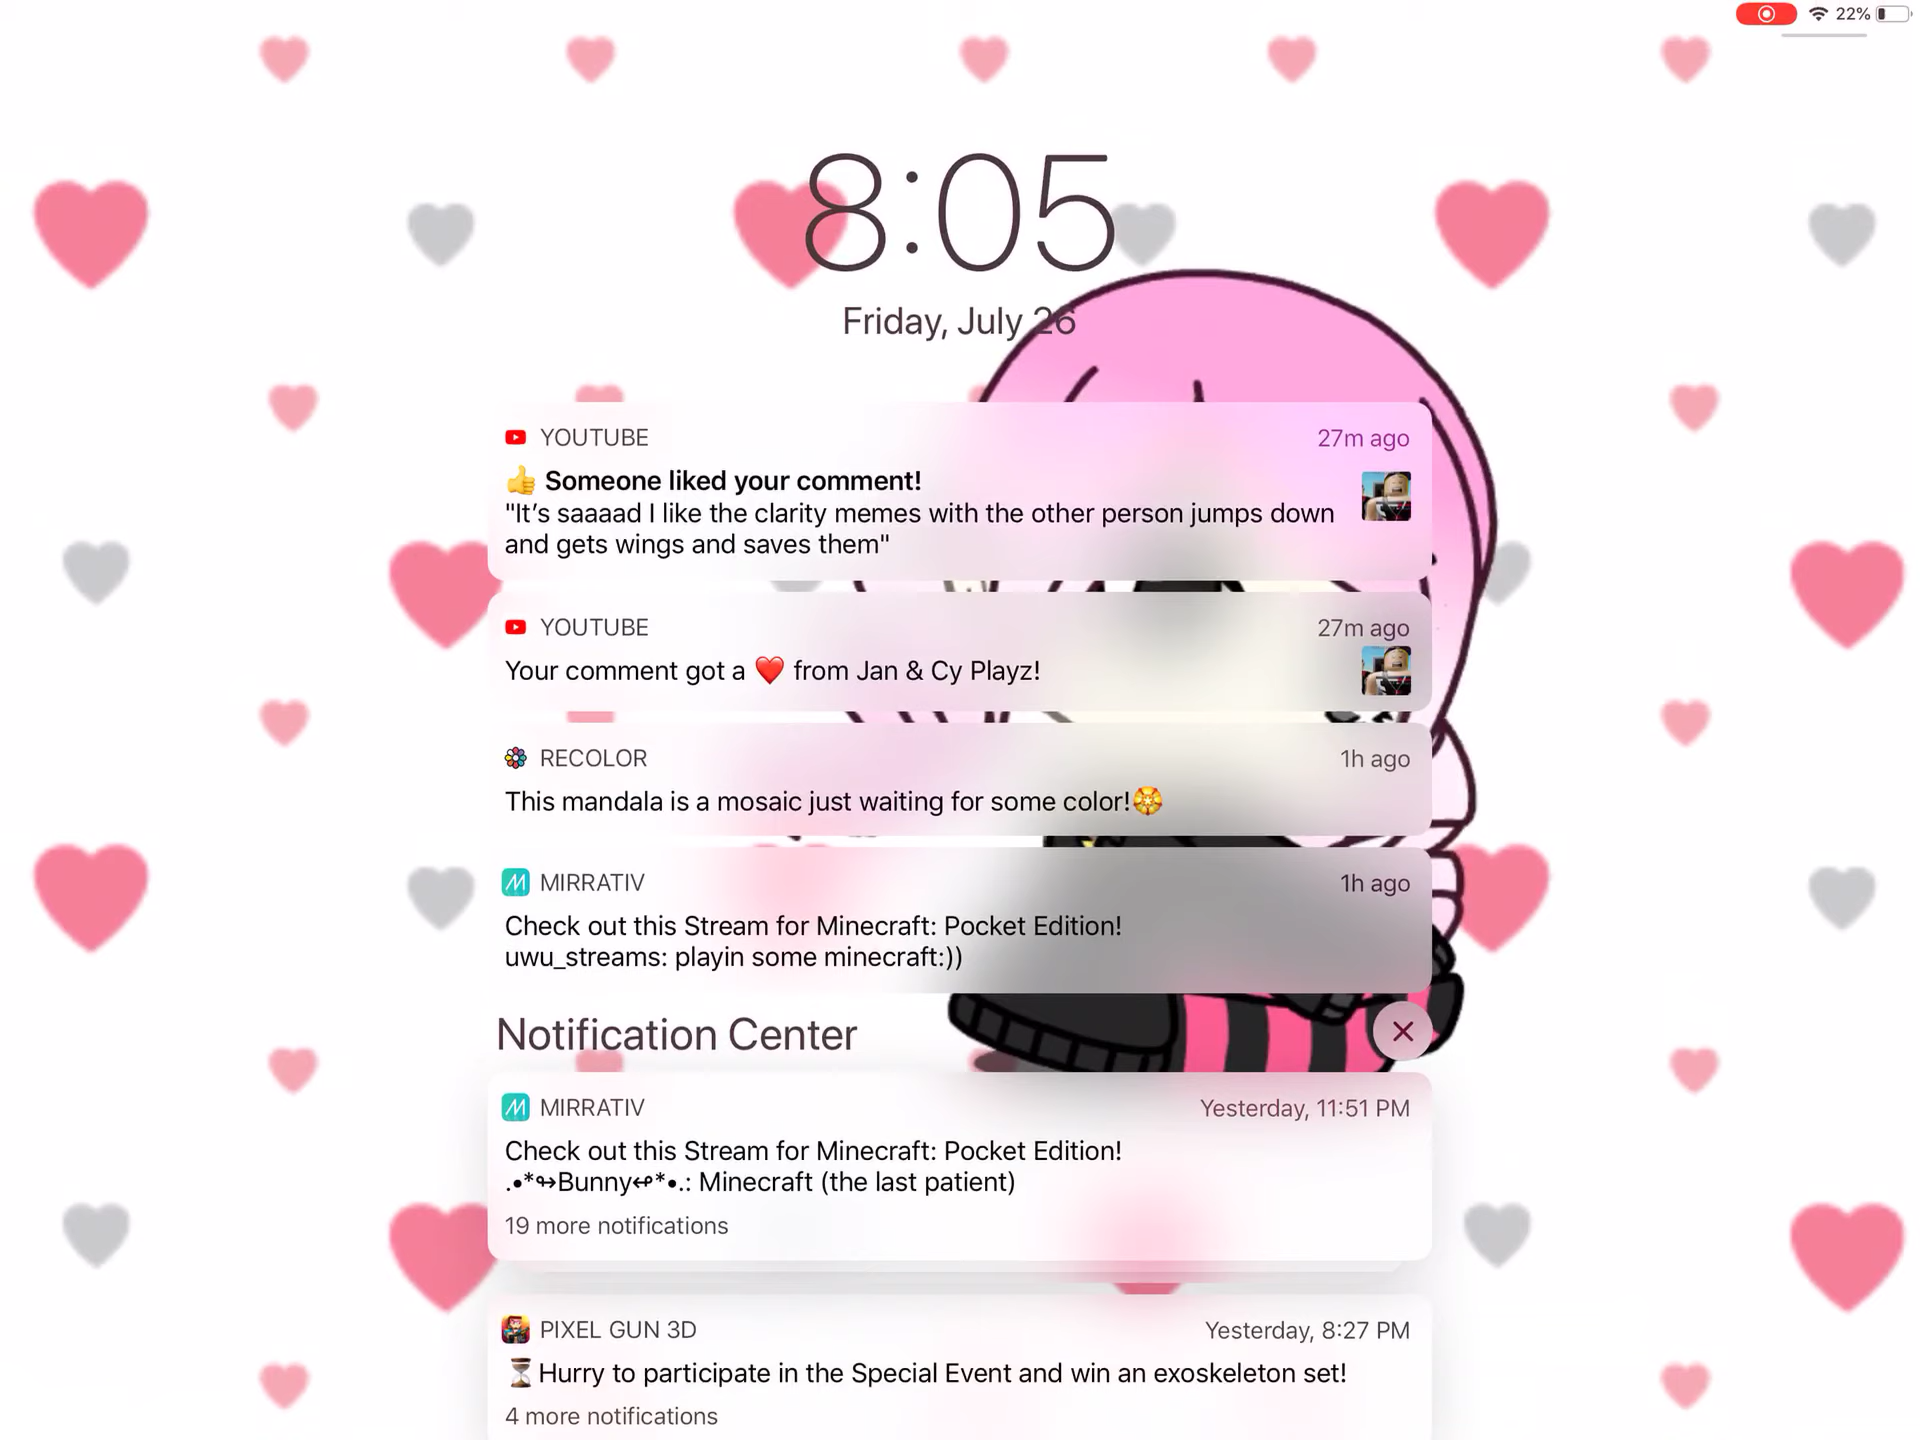 22%
8:05
Friday, July 26
YOUTUBE 27m ago
👍 Someone liked your comment!
"It’s saaaad I like the clarity memes with the other person jumps down
and gets wings and saves them"
YOUTUBE 27m ago
Your comment got a ❤️ from Jan & Cy Playz!
RECOLOR 1h ago
This mandala is a mosaic just waiting for some color!🏵️
MIRRATIV 1h ago
Check out this Stream for Minecraft: Pocket Edition!
uwu_streams: playin some minecraft:))
Notification Center
MIRRATIV Yesterday, 11:51 PM
Check out this Stream for Minecraft: Pocket Edition!
.•*↬Bunny↫*•.: Minecraft (the last patient)
19 more notifications
PIXEL GUN 3D Yesterday, 8:27 PM
⏳Hurry to participate in the Special Event and win an exoskeleton set!
4 more notifications